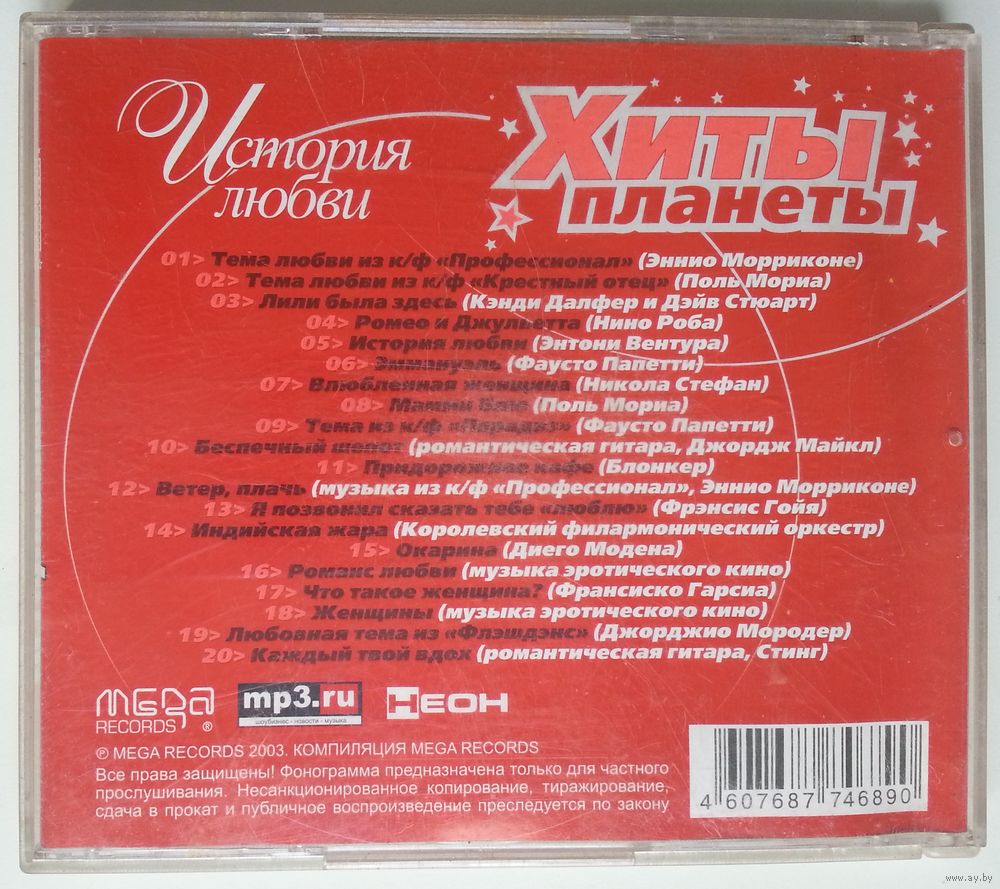 История
любви
Хиты
планеты
01> Тема любви из к/ф «Профессионал» (Эннио Морриконе)
02> Тема любви из к/ф «Крестный отец» (Поль Мориа)
03> Лили была здесь (Кэнди Далфер и Дэйв Стюарт)
04> Ромео и Джульетта (Нино Роба)
05> История любви (Энтони Вентура)
06> Эммануэль (Фаусто Папетти)
07> Влюбленная женщина (Никола Стефан)
08> Мамми Блю (Поль Мориа)
09> Тема из к/ф «Парадиз» (Фаусто Папетти)
10> Беспечный шепот (романтическая гитара, Джордж Майкл)
11> Придорожное кафе (Блонкер)
12> Ветер, плачь (музыка из к/ф «Профессионал», Эннио Морриконе)
13> Я позвонил сказать тебе «люблю» (Фрэнсис Гойя)
14> Индийская жара (Королевский филармонический оркестр)
15> Окарина (Диего Модена)
16> Романс любви (музыка эротического кино)
17> Что такое женщина? (Франсиско Гарсиа)
18> Женщины (музыка эротического кино)
19> Любовная тема из «Флэшдэнс» (Джорджио Мородер)
20> Каждый твой вдох (романтическая гитара, Стинг)
MEGA
RECORDS ®
mp3.ru
шоубизнес - новости - музыка
НЕОН
℗ MEGA RECORDS 2003. КОМПИЛЯЦИЯ MEGA RECORDS
Все права защищены! Фонограмма предназначена только для частного
прослушивания. Несанкционированное копирование, тиражирование,
сдача в прокат и публичное воспроизведение преследуется по закону
4 607687 746890
www.ay.by